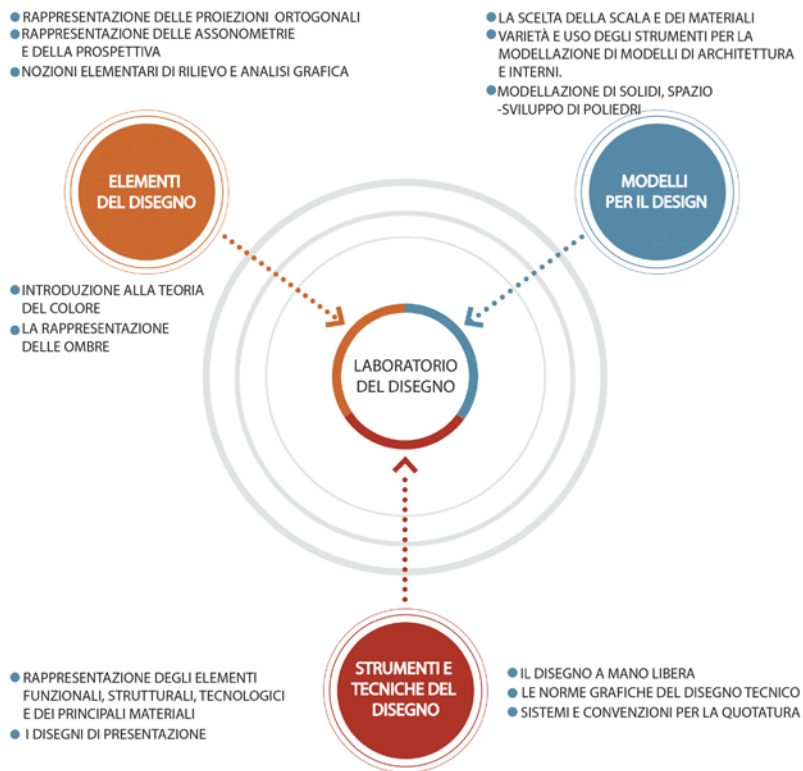 RAPPRESENTAZIONE DELLE PROIEZIONI ORTOGONALI
RAPPRESENTAZIONE DELLE ASSONOMETRIE
E DELLA PROSPETTIVA
NOZIONI ELEMENTARI DI RILIEVO E ANALISI GRAFICA
LA SCELTA DELLA SCALA E DEI MATERIALI
VARIETÀ E USO DEGLI STRUMENTI PER LA
MODELLAZIONE DI MODELLI DI ARCHITETTURA
E INTERNI.
MODELLAZIONE DI SOLIDI, SPAZIO
-SVILUPPO DI POLIEDRI
ELEMENTI
DEL DISEGNO
MODELLI
PER IL DESIGN
INTRODUZIONE ALLA TEORIA
DEL COLORE
LA RAPPRESENTAZIONE
DELLE OMBRE
LABORATORIO
DEL DISEGNO
STRUMENTI E
TECNICHE DEL
DISEGNO
RAPPRESENTAZIONE DEGLI ELEMENTI
FUNZIONALI, STRUTTURALI, TECNOLOGICI
E DEI PRINCIPALI MATERIALI
I DISEGNI DI PRESENTAZIONE
IL DISEGNO A MANO LIBERA
LE NORME GRAFICHE DEL DISEGNO TECNICO
SISTEMI E CONVENZIONI PER LA QUOTATURA